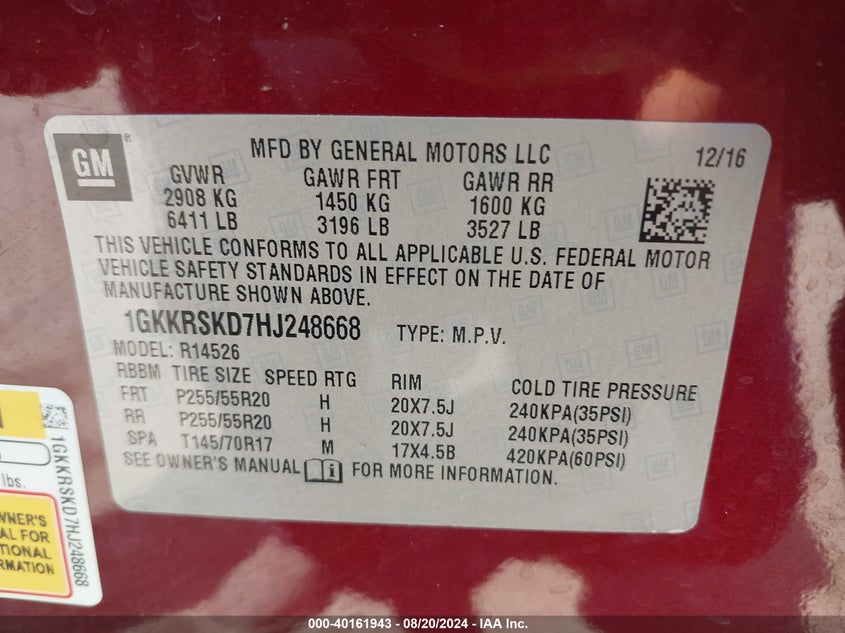 GM®
MFD BY GENERAL MOTORS LLC 12/16
GVWR GAWR FRT GAWR RR
2908 KG 1450 KG 1600 KG
6411 LB 3196 LB 3527 LB
THIS VEHICLE CONFORMS TO ALL APPLICABLE U.S. FEDERAL MOTOR
VEHICLE SAFETY STANDARDS IN EFFECT ON THE DATE OF
MANUFACTURE SHOWN ABOVE.
1GKKRSKD7HJ248668 TYPE: M.P.V.
MODEL: R14526
RBBM TIRE SIZE SPEED RTG RIM COLD TIRE PRESSURE
FRT P255/55R20 H 20X7.5J 240KPA(35PSI)
RR P255/55R20 H 20X7.5J 240KPA(35PSI)
SPA T145/70R17 M 17X4.5B 420KPA(60PSI)
SEE OWNER'S MANUAL i FOR MORE INFORMATION.
1GKKRSKD7HJ248668
lbs.
WNER'S
AL FOR
TIONAL
RMATION
000-40161943 - 08/20/2024 - IAA Inc.